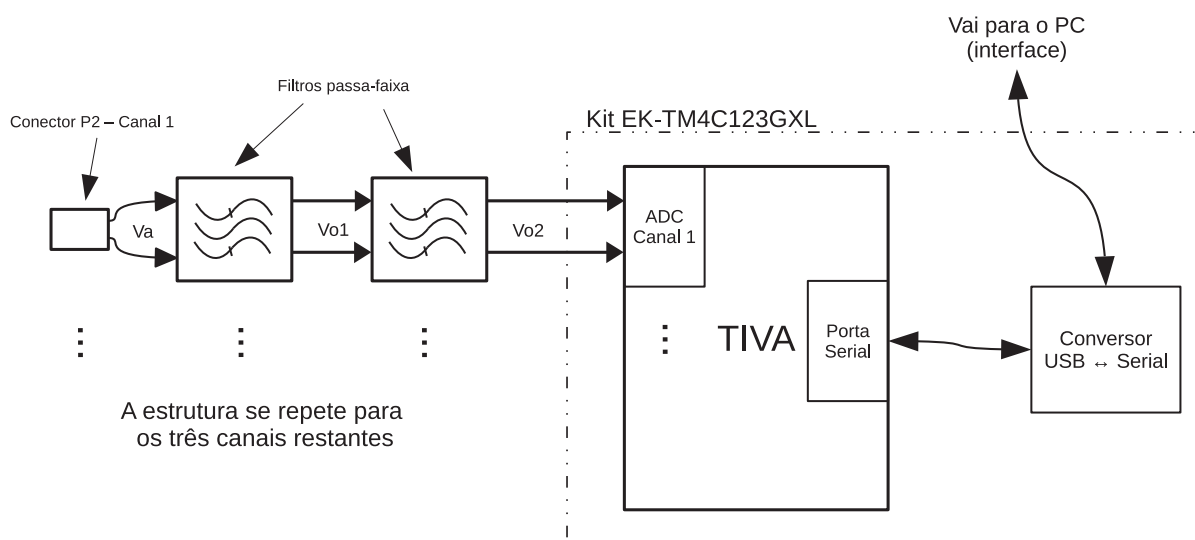 Vai para o PC
(interface)
Filtros passa-faixa
Conector P2 – Canal 1
Kit EK-TM4C123GXL
Va
Vo1
Vo2
ADC
Canal 1
TIVA
Porta
Serial
Conversor
USB ↔ Serial
A estrutura se repete para
os três canais restantes